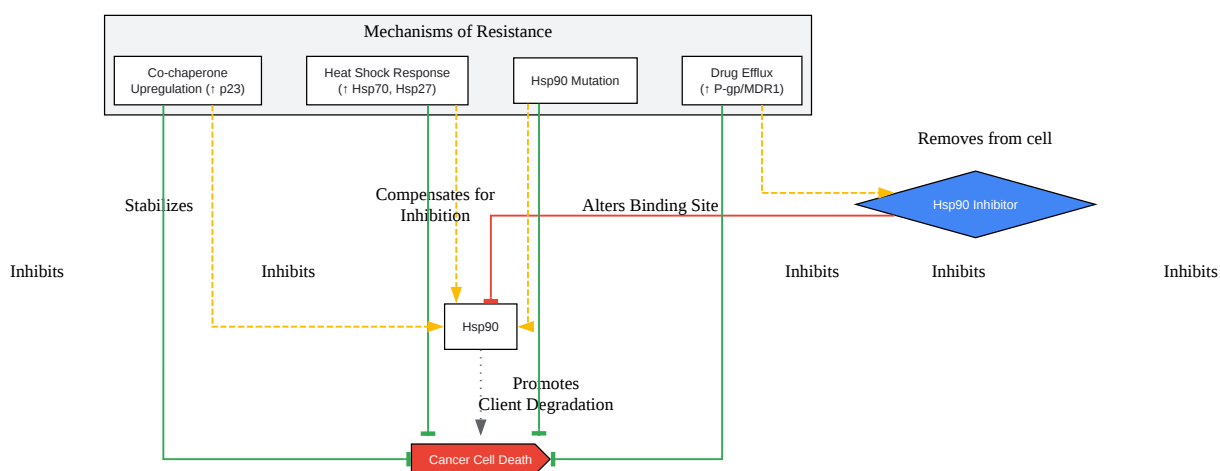 Mechanisms of Resistance
Co-chaperone
Upregulation (↑ p23)
Heat Shock Response
(↑ Hsp70, Hsp27)
Hsp90 Mutation
Drug Efflux
(↑ P-gp/MDR1)
Removes from cell
Stabilizes
Compensates for
Inhibition
Alters Binding Site
Hsp90 Inhibitor
Inhibits
Inhibits
Inhibits
Inhibits
Inhibits
Hsp90
Promotes
Client Degradation
Cancer Cell Death